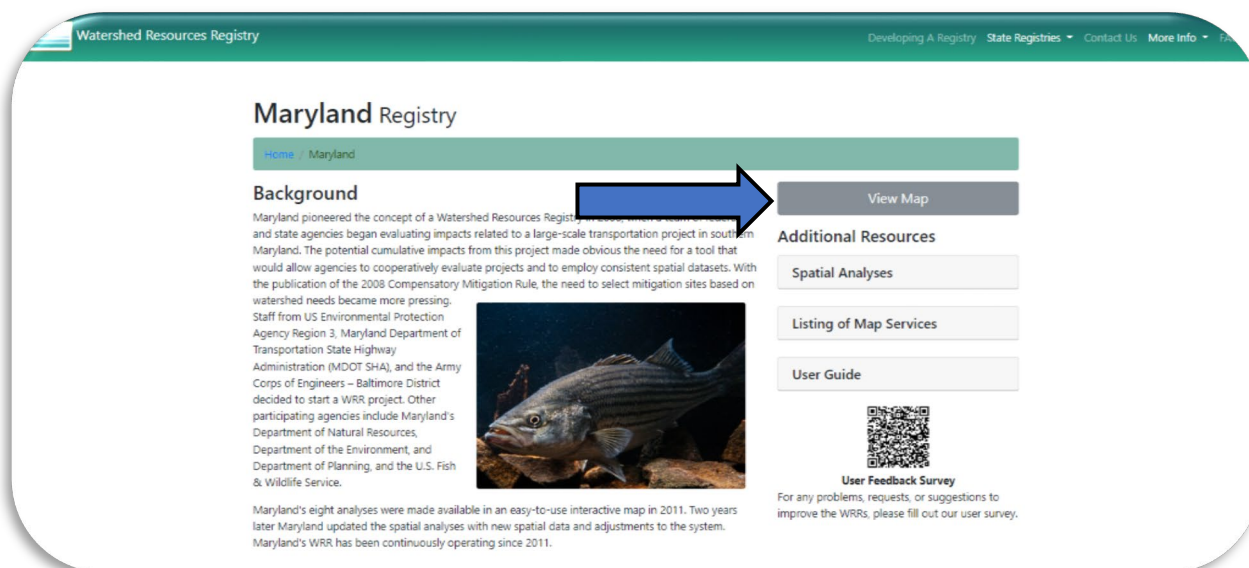 Watershed Resources Registry
Developing A Registry State Registries Contact Us More Info
Maryland Registry
Home / Maryland
Background
Maryland pioneered the concept of a Watershed Resources
and state agencies began evaluating impacts related to a large-scale transportation project in southern
Maryland. The potential cumulative impacts from this project made obvious the need for a tool that
would allow agencies to cooperatively evaluate projects and to employ consistent spatial datasets. With
the publication of the 2008 Compensatory Mitigation Rule, the need to select mitigation sites based on
watershed needs became more pressing.
Staff from US Environmental Protection
Agency Region 3, Maryland Department of
Transportation State Highway
Administration (MDOT SHA), and the Army
Corps of Engineers – Baltimore District
decided to start a WRR project. Other
participating agencies include Maryland's
Department of Natural Resources,
Department of the Environment, and
Department of Planning, and the U.S. Fish
& Wildlife Service.
Maryland's eight analyses were made available in an easy-to-use interactive map in 2011. Two years
later Maryland updated the spatial analyses with new spatial data and adjustments to the system.
Maryland's WRR has been continuously operating since 2011.
View Map
Additional Resources
Spatial Analyses
Listing of Map Services
User Guide
User Feedback Survey
For any problems, requests, or suggestions to
improve the WRRs, please fill out our user survey.